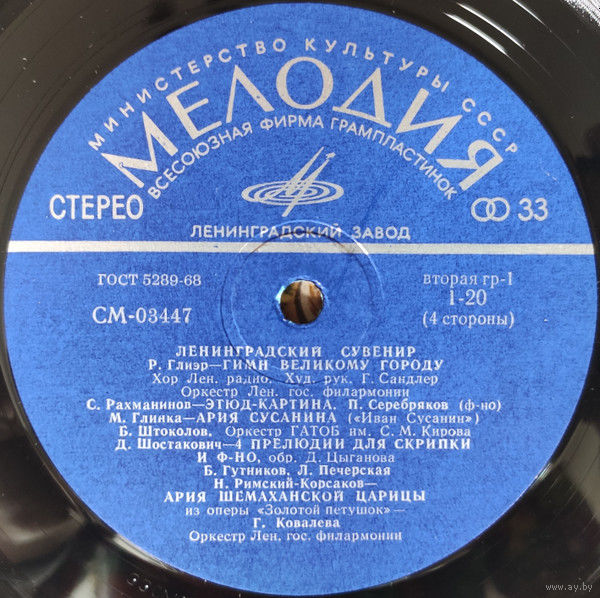 МИНИСТЕРСТВО КУЛЬТУРЫ СССР
МЕЛОДИЯ
ВСЕСОЮЗНАЯ ФИРМА ГРАМПЛАСТИНОК
СТЕРЕО
33
ЛЕНИНГРАДСКИЙ ЗАВОД
ГОСТ 5289-68
вторая гр-1
СМ-03447
1-20
(4 стороны)
ЛЕНИНГРАДСКИЙ СУВЕНИР
Р. Глиэр—ГИМН ВЕЛИКОМУ ГОРОДУ
Хор Лен. радио. Худ. рук. Г. Сандлер
Оркестр Лен. гос. филармонии
С. Рахманинов—ЭТЮД-КАРТИНА. П. Серебряков (ф-но)
М. Глинка—АРИЯ СУСАНИНА («Иван Сусанин»)
Б. Штоколов, Оркестр ГАТОБ им. С. М. Кирова
Д. Шостакович—4 ПРЕЛЮДИИ ДЛЯ СКРИПКИ
И Ф-НО, обр. Д. Цыганова
Б. Гутников, Л. Печерская
Н. Римский-Корсаков—
АРИЯ ШЕМАХАНСКОЙ ЦАРИЦЫ
из оперы «Золотой петушок»—
Г. Ковалева
Оркестр Лен. гос. филармонии
www.ay.by